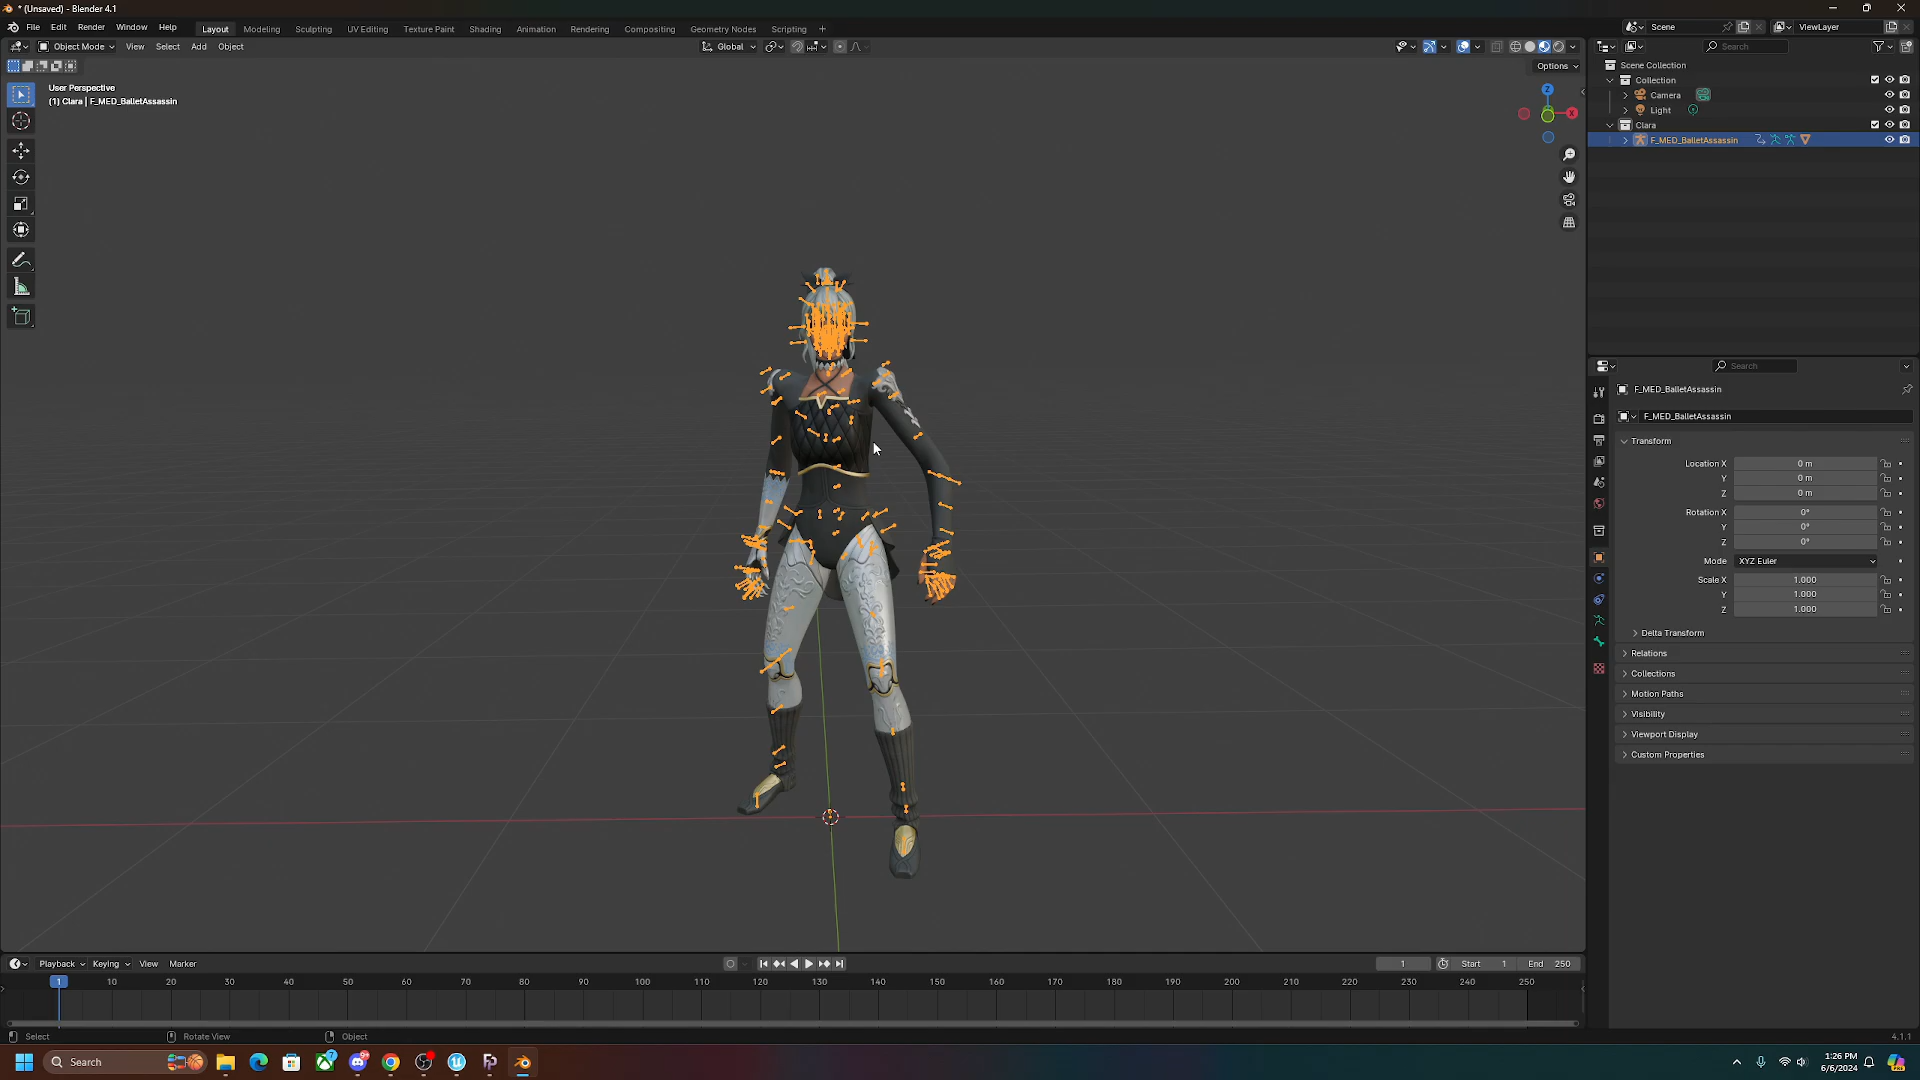 * (Unsaved) - Blender 4.1
File Edit Render Window Help
Layout Modeling Sculpting UV Editing Texture Paint Shading Animation Rendering Compositing Geometry Nodes Scripting +
Scene
ViewLayer
Object Mode View Select Add Object
Global
Search
Options
User Perspective
(1) Clara | F_MED_BalletAssassin
Z
X
Scene Collection
Collection
Camera
Light
Clara
F_MED_BalletAssassin
Search
F_MED_BalletAssassin
F_MED_BalletAssassin
Transform
Location X 0 m
Y 0 m
Z 0 m
Rotation X 0°
Y 0°
Z 0°
Mode XYZ Euler
Scale X 1.000
Y 1.000
Z 1.000
Delta Transform
Relations
Collections
Motion Paths
Visibility
Viewport Display
Custom Properties
Playback Keying View Marker
1
Start 1 End 250
1 10 20 30 40 50 60 70 80 90 100 110 120 130 140 150 160 170 180 190 200 210 220 230 240 250
Select Rotate View Object
4.1.1
Search
1:26 PM
6/6/2024